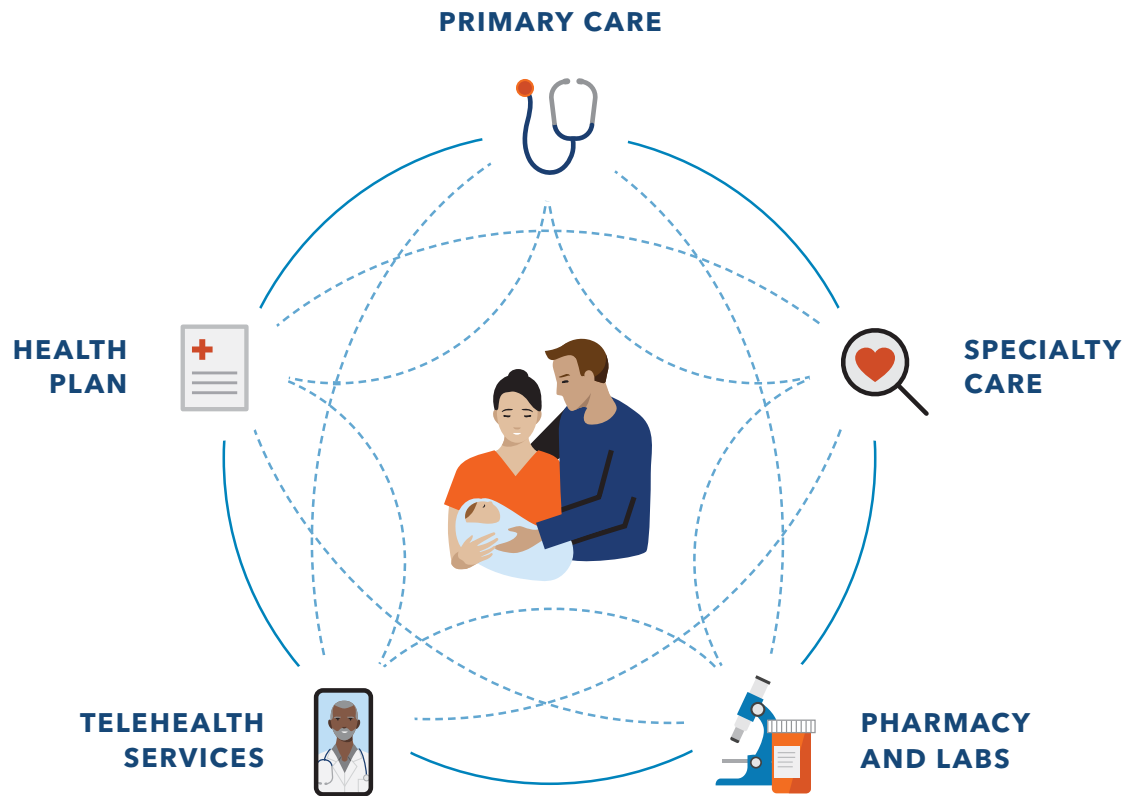 PRIMARY CARE
HEALTH
PLAN
SPECIALTY
CARE
TELEHEALTH
SERVICES
PHARMACY
AND LABS